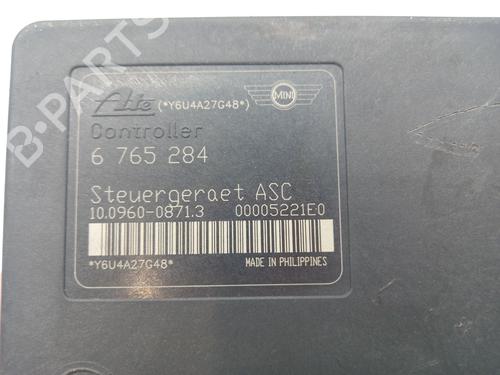 Ate (*Y6U4A27G48*) MINI
Controller
6 765 284
Steuergeraet ASC
10.0960-0871.3 00005221E0
*Y6U4A27G48* MADE IN PHILIPPINES
B-PARTS